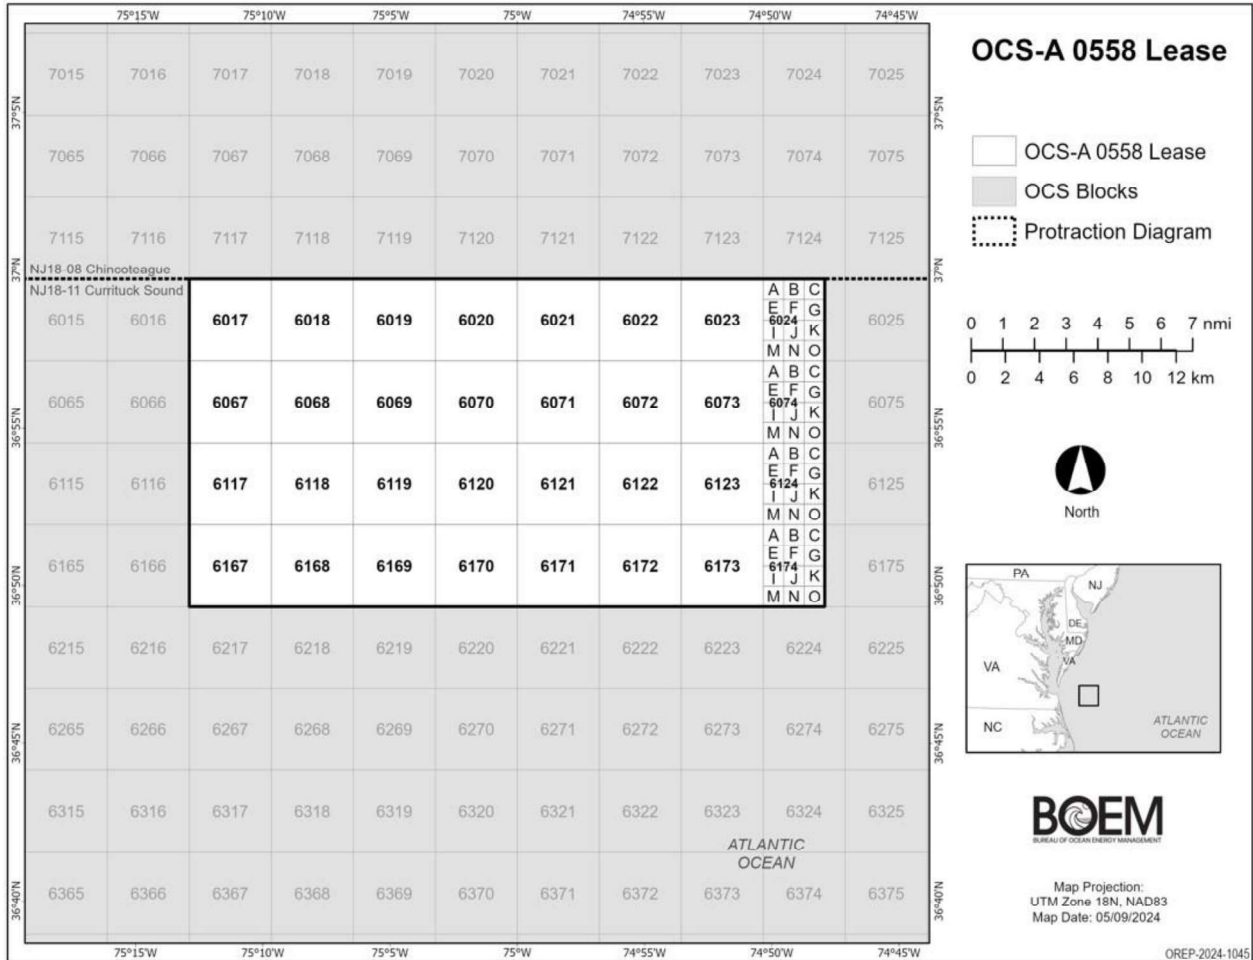 75°15'W 75°10'W 75°5'W 75°W 74°55'W 74°50'W 74°45'W
OCS-A 0558 Lease
7015 7016 7017 7018 7019 7020 7021 7022 7023 7024 7025
37°5'N 37°5'N
OCS-A 0558 Lease
7065 7066 7067 7068 7069 7070 7071 7072 7073 7074 7075
OCS Blocks
Protraction Diagram
7115 7116 7117 7118 7119 7120 7121 7122 7123 7124 7125
NJ18-08 Chincoteague
37°N 37°N
NJ18-11 Currituck Sound
A B C
E F G
6015 6016 6017 6018 6019 6020 6021 6022 6023 6024 6025
I J K
M N O
0 1 2 3 4 5 6 7 nmi
0 2 4 6 8 10 12 km
A B C
E F G
6065 6066 6067 6068 6069 6070 6071 6072 6073 6074 6075
I J K
M N O
36°55'N 36°55'N
A B C
E F G
6115 6116 6117 6118 6119 6120 6121 6122 6123 6124 6125
I J K
M N O
North
A B C
E F G
6165 6166 6167 6168 6169 6170 6171 6172 6173 6174 6175
I J K
M N O
36°50'N 36°50'N
PA
NJ
DE
MD
VA
VA
NC
ATLANTIC
OCEAN
6215 6216 6217 6218 6219 6220 6221 6222 6223 6224 6225
6265 6266 6267 6268 6269 6270 6271 6272 6273 6274 6275
36°45'N 36°45'N
6315 6316 6317 6318 6319 6320 6321 6322 6323 6324 6325
ATLANTIC
OCEAN
6365 6366 6367 6368 6369 6370 6371 6372 6373 6374 6375
36°40'N 36°40'N
BOEM
BUREAU OF OCEAN ENERGY MANAGEMENT
Map Projection:
UTM Zone 18N, NAD83
Map Date: 05/09/2024
75°15'W 75°10'W 75°5'W 75°W 74°55'W 74°50'W 74°45'W
OREP-2024-1045